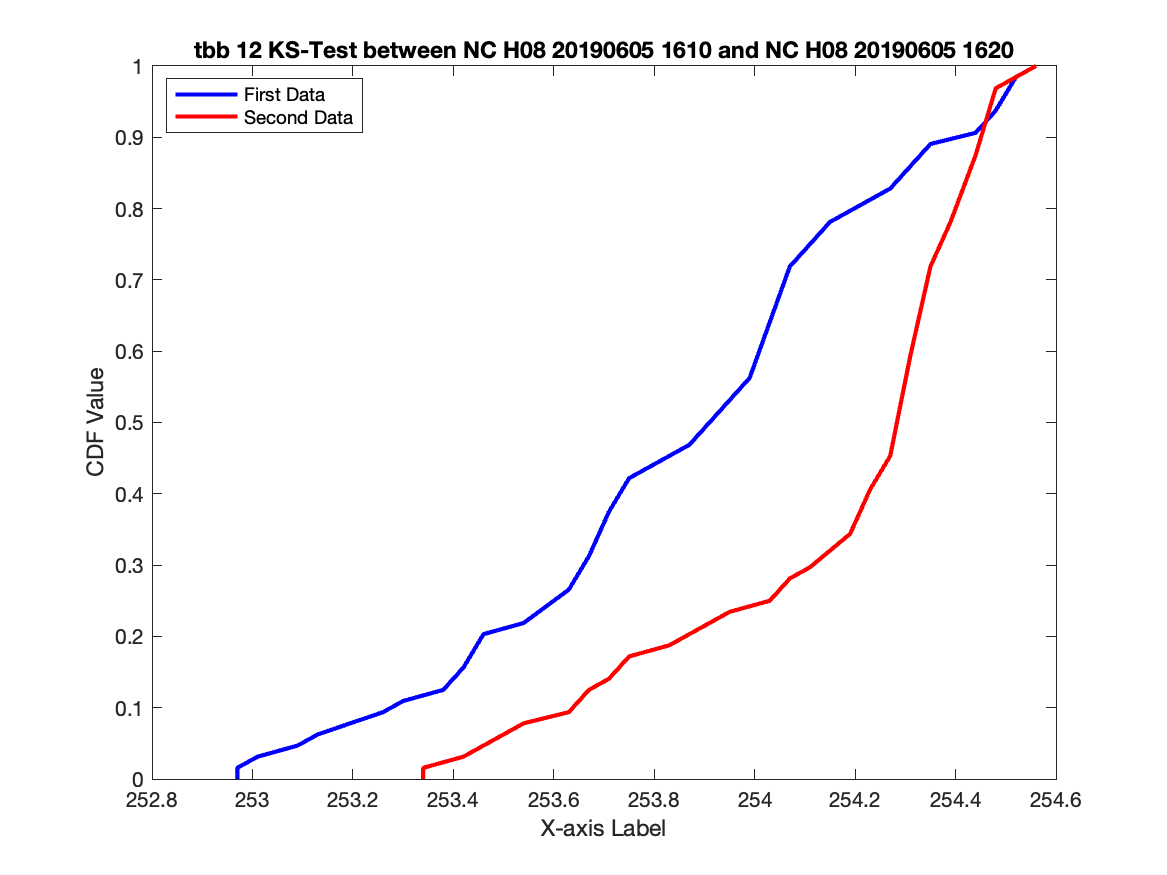 tbb 12 KS-Test between NC H08 20190605 1610 and NC H08 20190605 1620
First Data
Second Data
1
0.9
0.8
0.7
0.6
0.5
0.4
0.3
0.2
0.1
0
CDF Value
252.8 253 253.2 253.4 253.6 253.8 254 254.2 254.4 254.6
X-axis Label